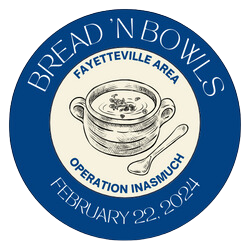 BREAD 'N BOWLS
FAYETTEVILLE AREA
OPERATION INASMUCH
FEBRUARY 22, 2024